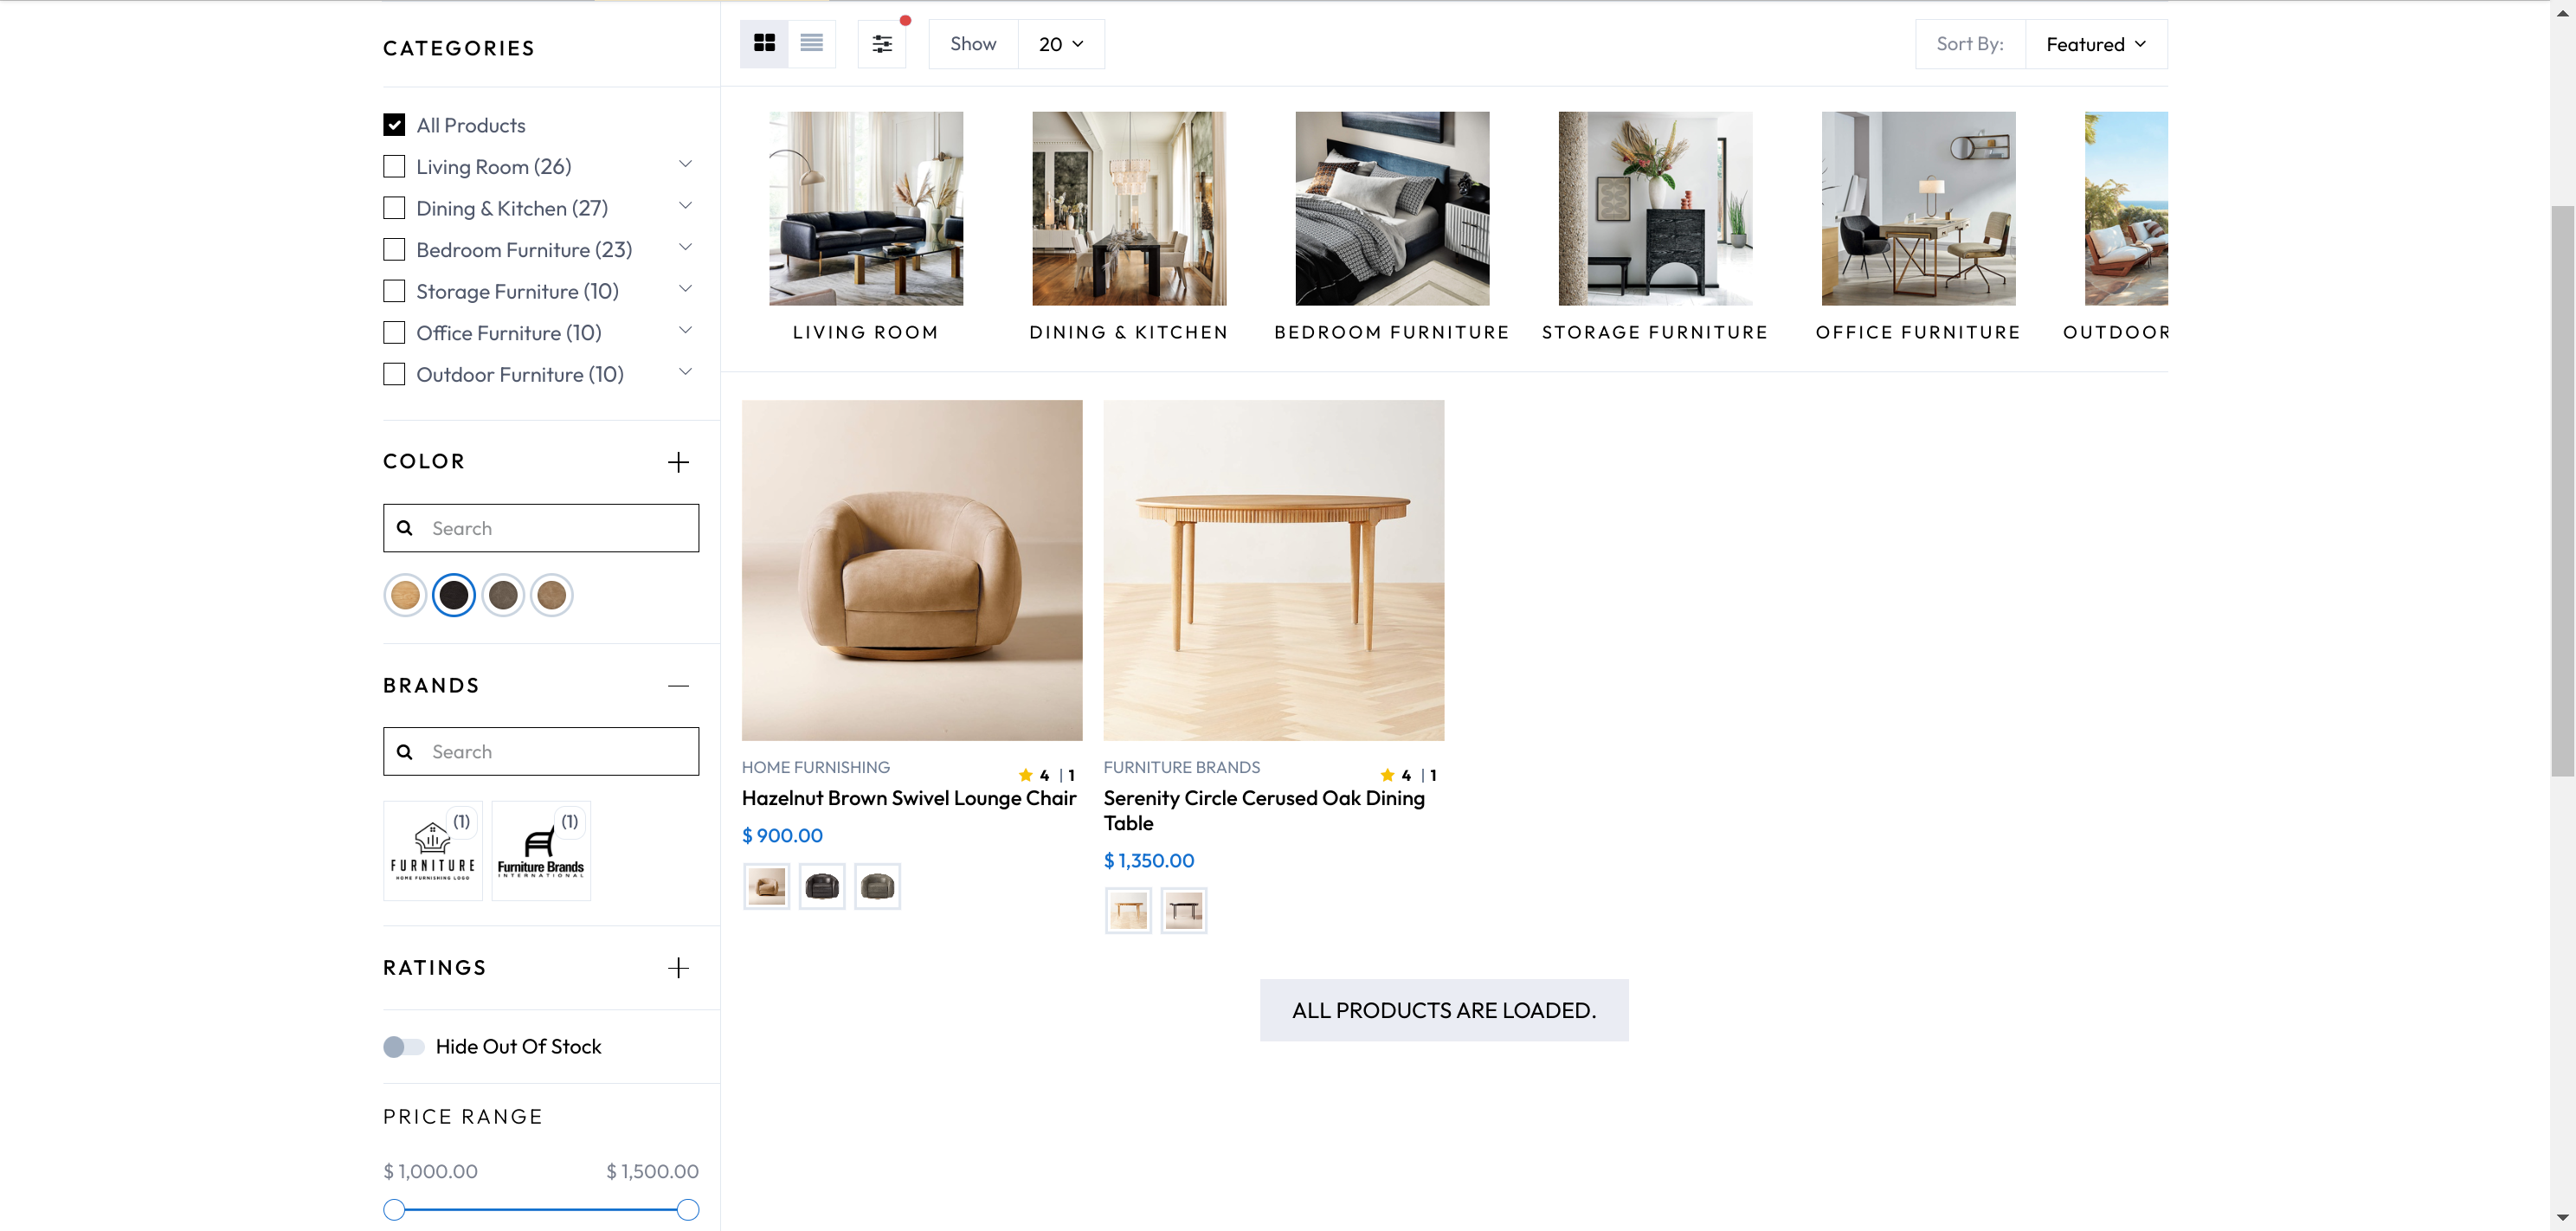 CATEGORIES
All Products
Living Room (26)
Dining & Kitchen (27)
Bedroom Furniture (23)
Storage Furniture (10)
Office Furniture (10)
Outdoor Furniture (10)
COLOR
Search
BRANDS
Search
(1)
FURNITURE
HOME FURNISHING LOGO
(1)
Furniture Brands
INTERNATIONAL
RATINGS
Hide Out Of Stock
PRICE RANGE
$ 1,000.00 $ 1,500.00
Show 20
Sort By: Featured
LIVING ROOM
DINING & KITCHEN
BEDROOM FURNITURE
STORAGE FURNITURE
OFFICE FURNITURE
OUTDOOR
HOME FURNISHING
4 | 1
Hazelnut Brown Swivel Lounge Chair
$ 900.00
FURNITURE BRANDS
4 | 1
Serenity Circle Cerused Oak Dining
Table
$ 1,350.00
ALL PRODUCTS ARE LOADED.